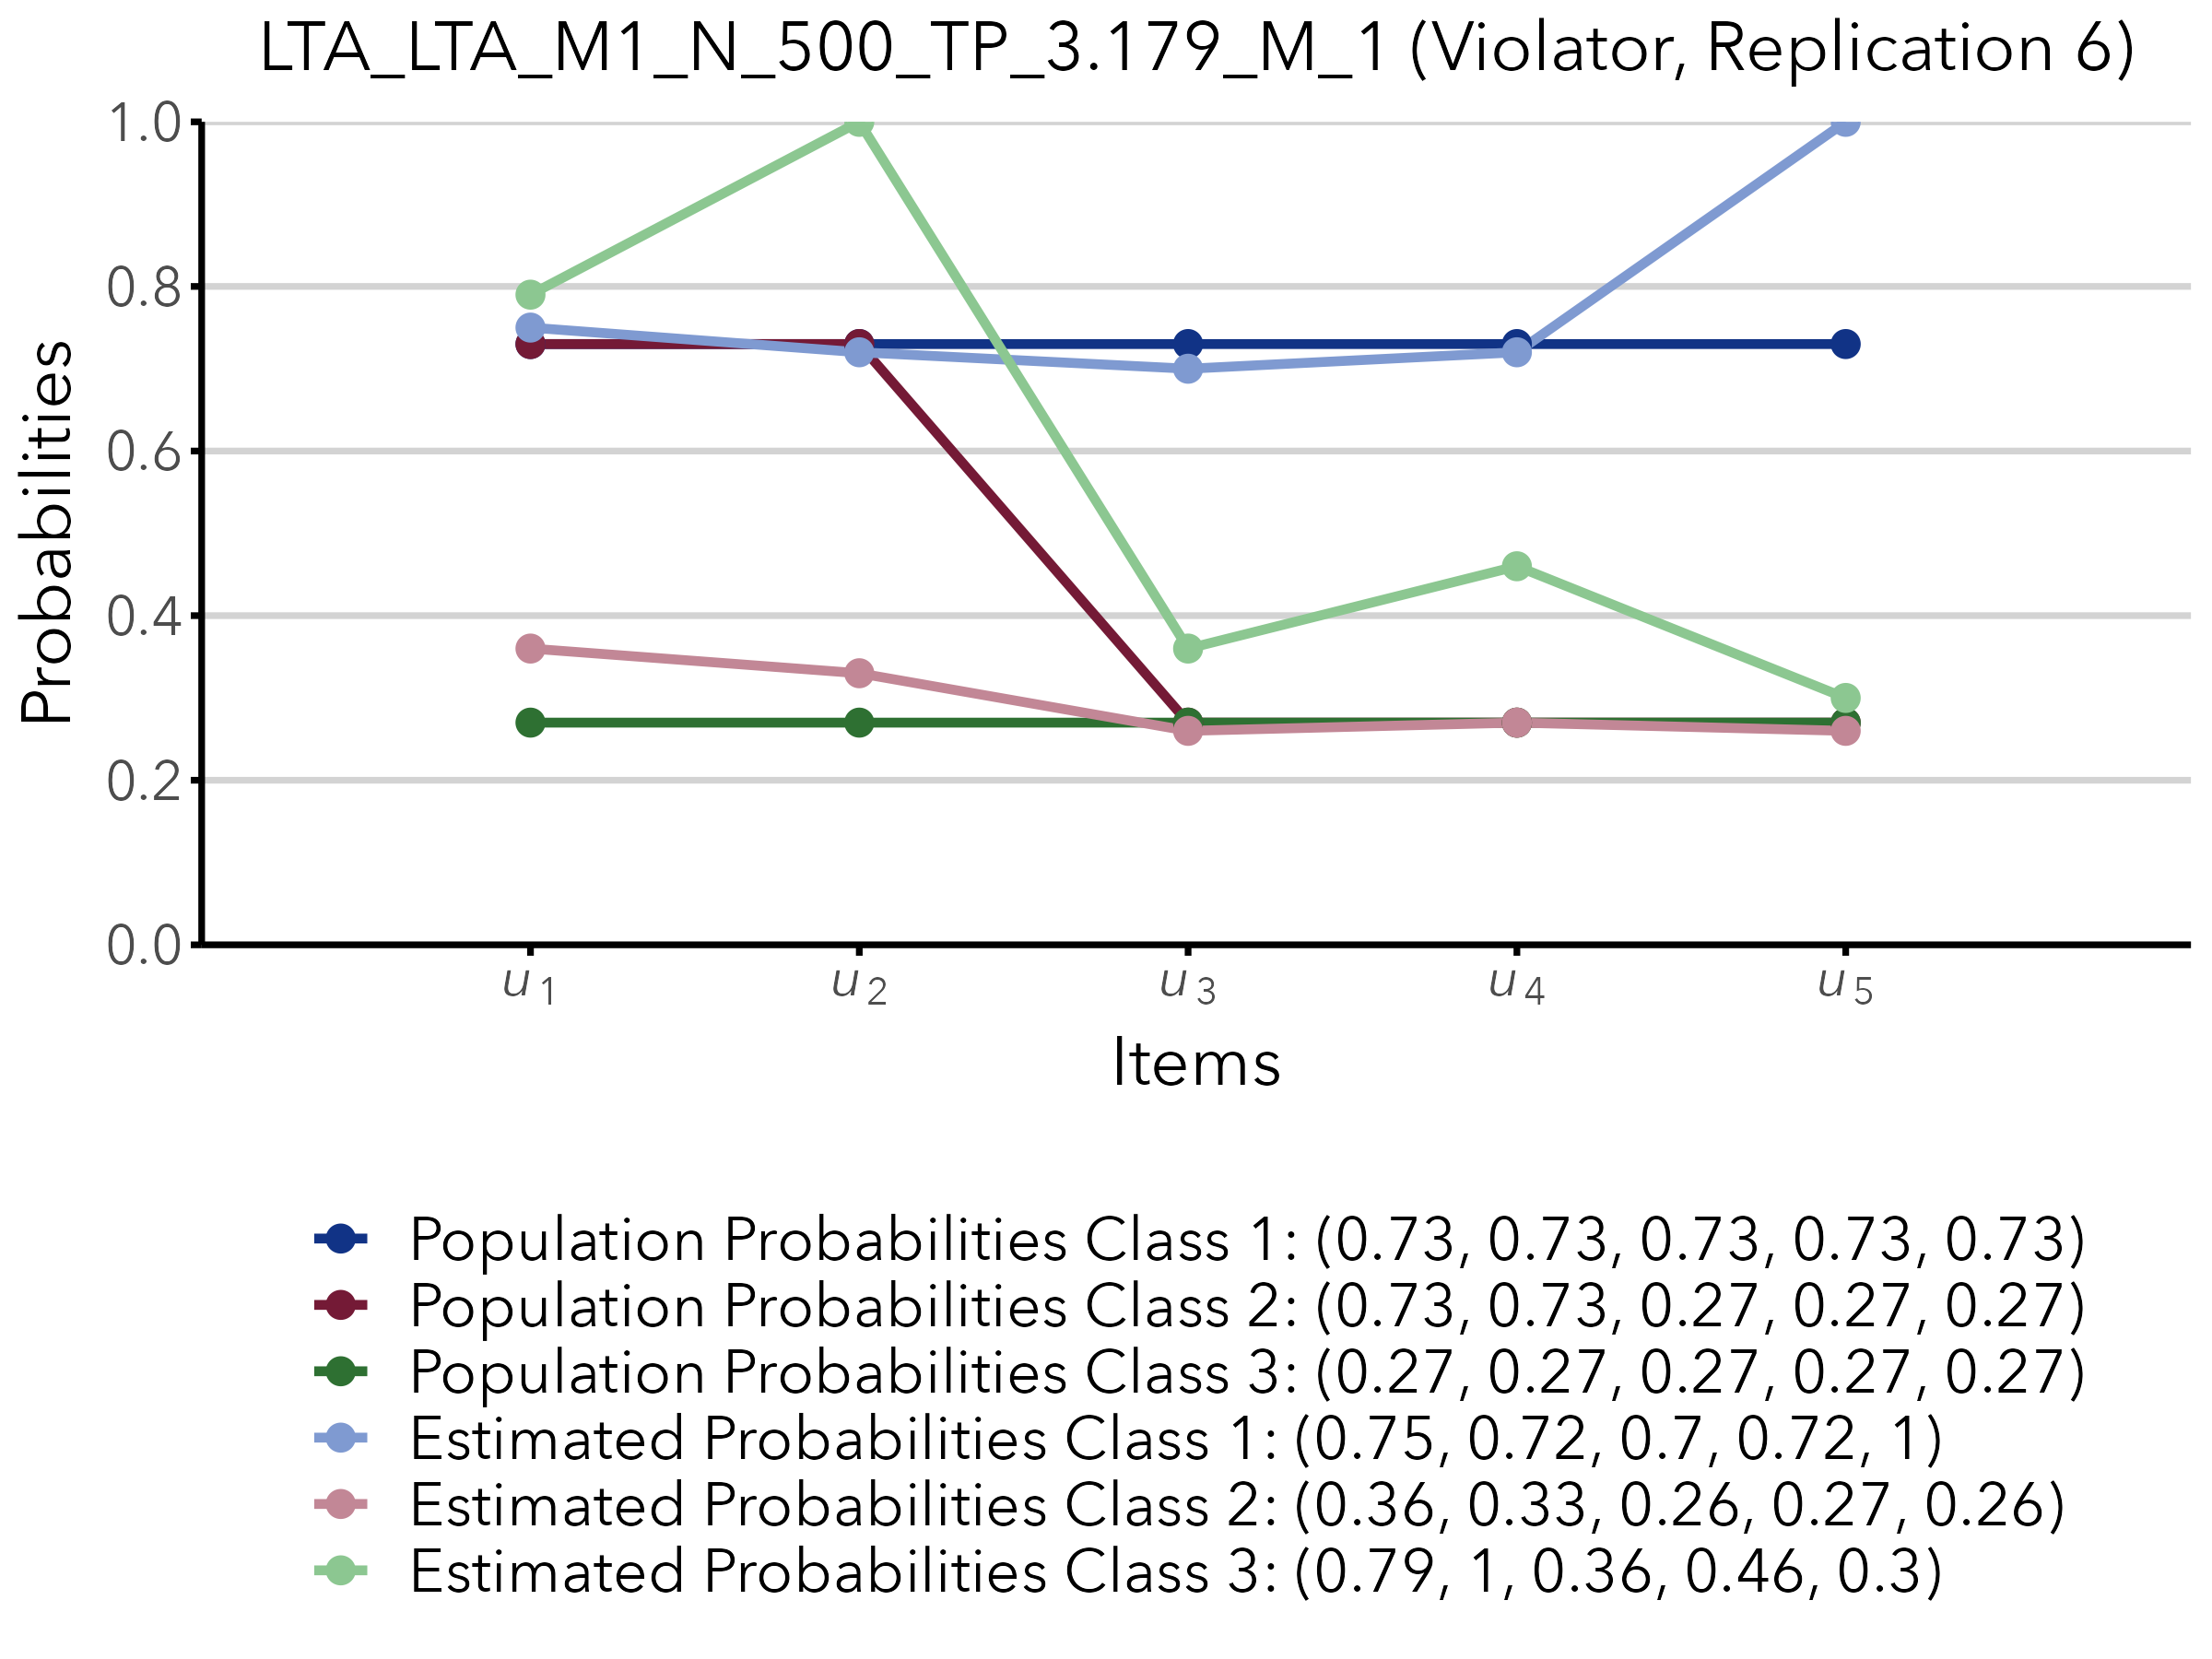 LTA_LTA_M1_N_500_TP_3.179_M_1 (Violator, Replication 6)
Probabilities
1.0
0.8
0.6
0.4
0.2
0.0
u1 u2 u3 u4 u5
Items
Population Probabilities Class 1: (0.73, 0.73, 0.73, 0.73, 0.73)
Population Probabilities Class 2: (0.73, 0.73, 0.27, 0.27, 0.27)
Population Probabilities Class 3: (0.27, 0.27, 0.27, 0.27, 0.27)
Estimated Probabilities Class 1: (0.75, 0.72, 0.7, 0.72, 1)
Estimated Probabilities Class 2: (0.36, 0.33, 0.26, 0.27, 0.26)
Estimated Probabilities Class 3: (0.79, 1, 0.36, 0.46, 0.3)